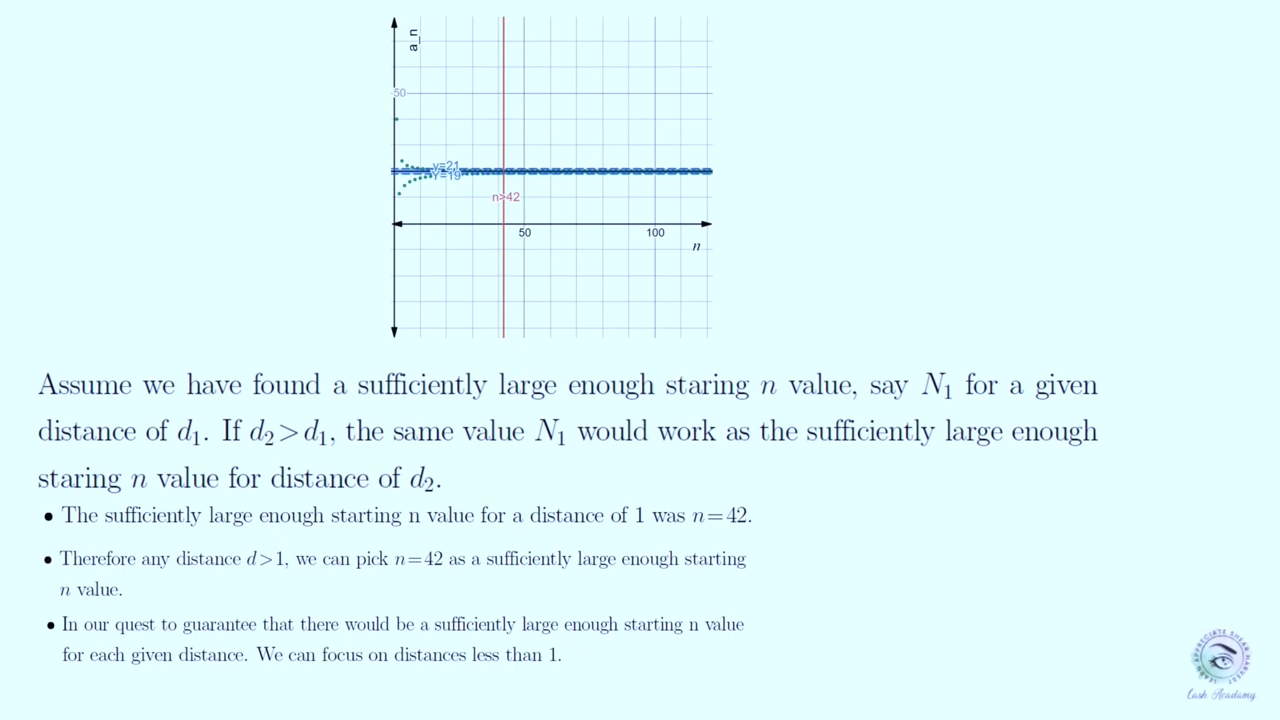 a_n
50
y=21
Y=19
n>42
50
100
n
Assume we have found a sufficiently large enough staring n value, say N₁ for a given
distance of d₁. If d₂>d₁, the same value N₁ would work as the sufficiently large enough
staring n value for distance of d₂.
• The sufficiently large enough starting n value for a distance of 1 was n=42.
• Therefore any distance d>1, we can pick n=42 as a sufficiently large enough starting
n value.
• In our quest to guarantee that there would be a sufficiently large enough starting n value
for each given distance. We can focus on distances less than 1.
LEARN APPRECIATE SHEAR HARVEST
Eash Academy